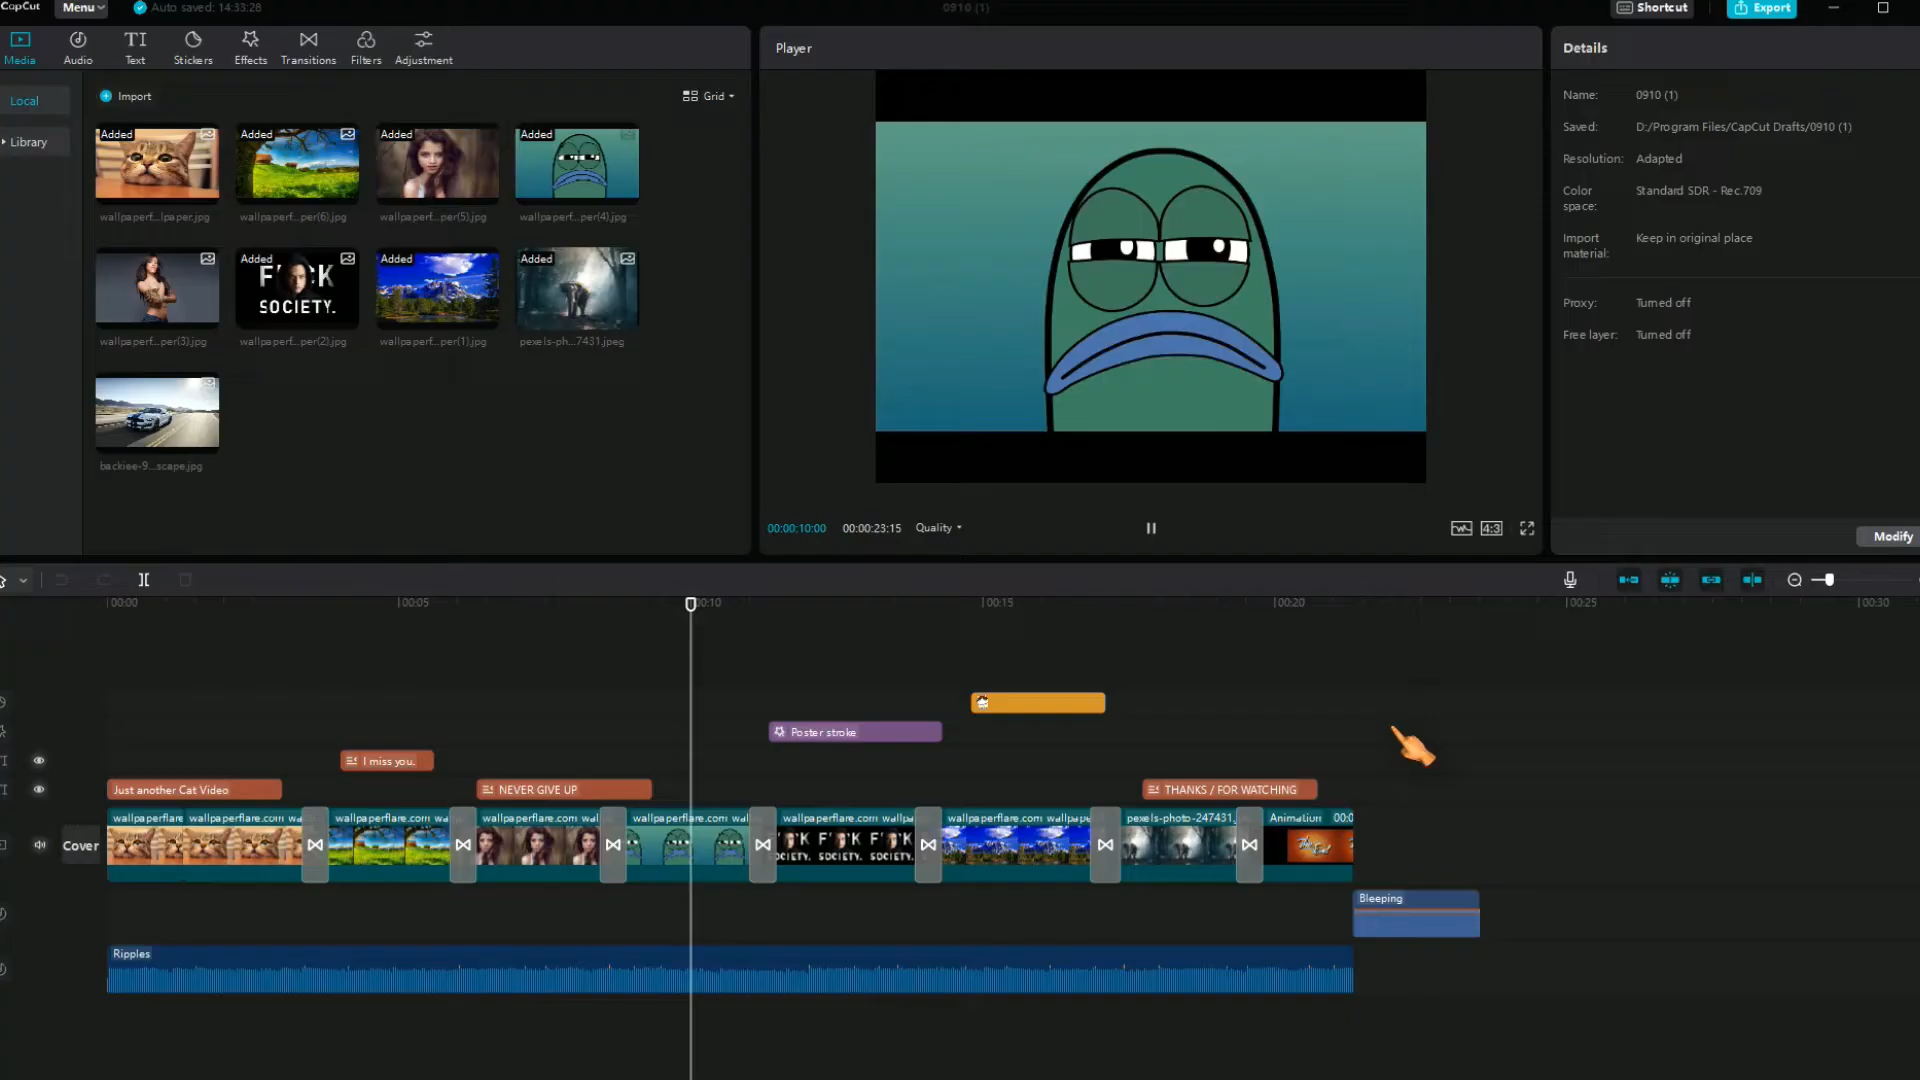 CapCut Menu Auto saved: 14:33:28 0910 (1) Shortcut Export
Media Audio Text Stickers Effects Transitions Filters Adjustment
Local
Library
Import Grid
Added Added Added Added
wallpaperf...lpaper.jpg wallpaperf...per(6).jpg wallpaperf...per(5).jpg wallpaperf...per(4).jpg
Added Added Added
F*CK
SOCIETY.
wallpaperf...per(3).jpg wallpaperf...per(2).jpg wallpaperf...per(1).jpg pexels-ph...7431.jpeg
backiee-9...scape.jpg
Player
00:00:10:00 00:00:23:15 Quality 4:3
Details
Name: 0910 (1)
Saved: D:/Program Files/CapCut Drafts/0910 (1)
Resolution: Adapted
Color space: Standard SDR - Rec.709
Import material: Keep in original place
Proxy: Turned off
Free layer: Turned off
Modify
00:00 00:05 00:10 00:15 00:20 00:25 00:30
Poster stroke
I miss you.
Just another Cat Video NEVER GIVE UP THANKS / FOR WATCHING
wallpaperflare wallpaperflare.com wallpaperflare.com wallpaperflare.com wallpaperflare.com wal wallpaperflare.com wallpaperflare.com wallpape pexels-photo-247431 Animation 00:0
Cover
F*CK F*CK F*CK
SOCIETY. SOCIETY. SOCIETY.
The End
Bleeping
Ripples